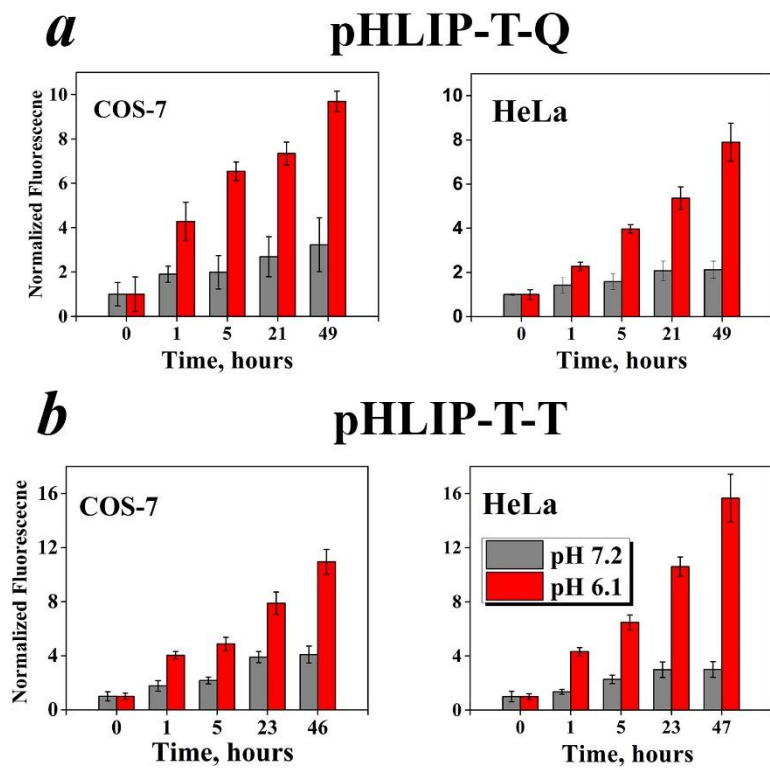 a pHLIP-T-Q
COS-7
Normalized Fluorescecne
10
8
6
4
2
0
0 1 5 21 49
Time, hours
HeLa
10
8
6
4
2
0
0 1 5 21 49
Time, hours
b pHLIP-T-T
COS-7
Normalized Fluorescecne
16
12
8
4
0
0 1 5 23 46
Time, hours
HeLa
pH 7.2
pH 6.1
16
12
8
4
0
0 1 5 23 47
Time, hours